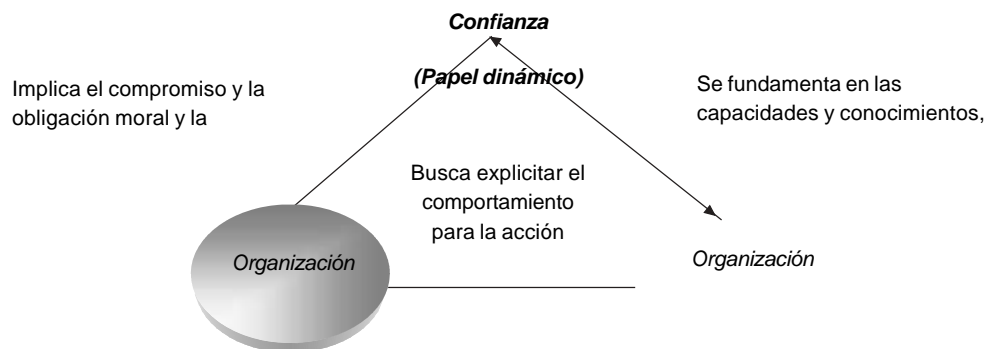 Confianza
(Papel dinámico)
Implica el compromiso y la
obligación moral y la
Se fundamenta en las
capacidades y conocimientos,
Busca explicitar el
comportamiento
para la acción
Organización
Organización